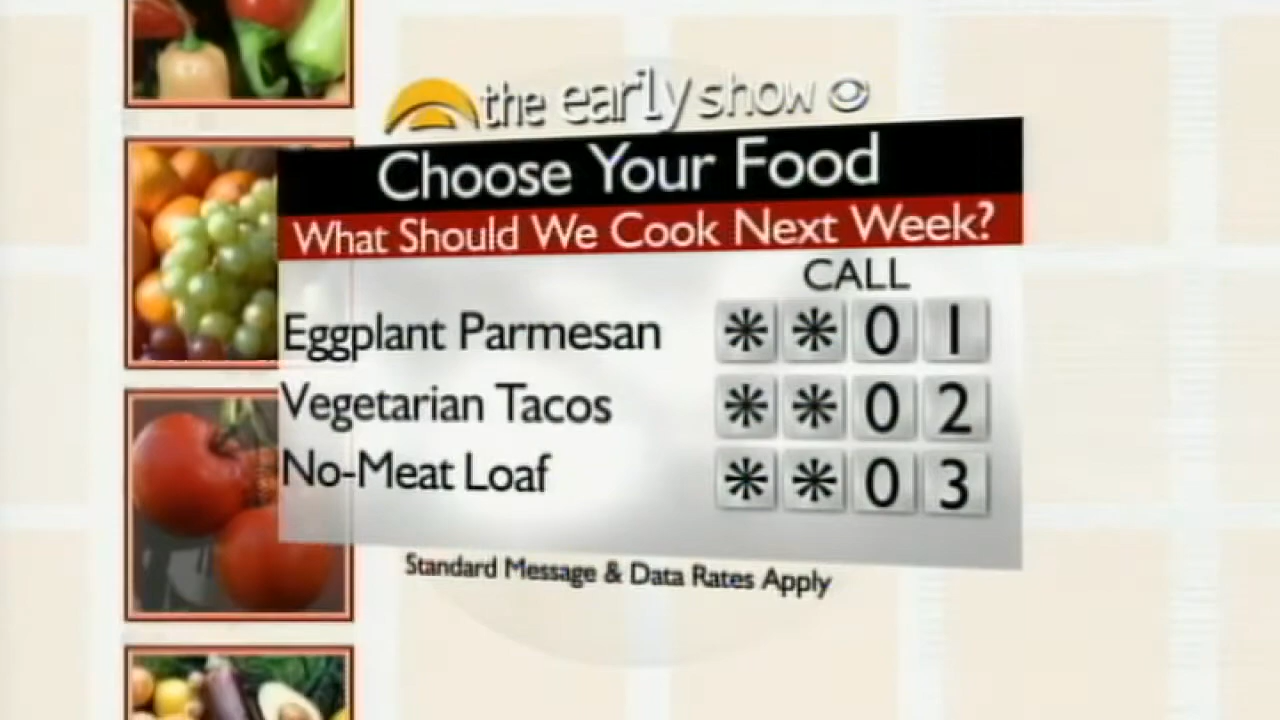 the early show
Choose Your Food
What Should We Cook Next Week?
CALL
Eggplant Parmesan **01
Vegetarian Tacos **02
No-Meat Loaf **03
Standard Message & Data Rates Apply